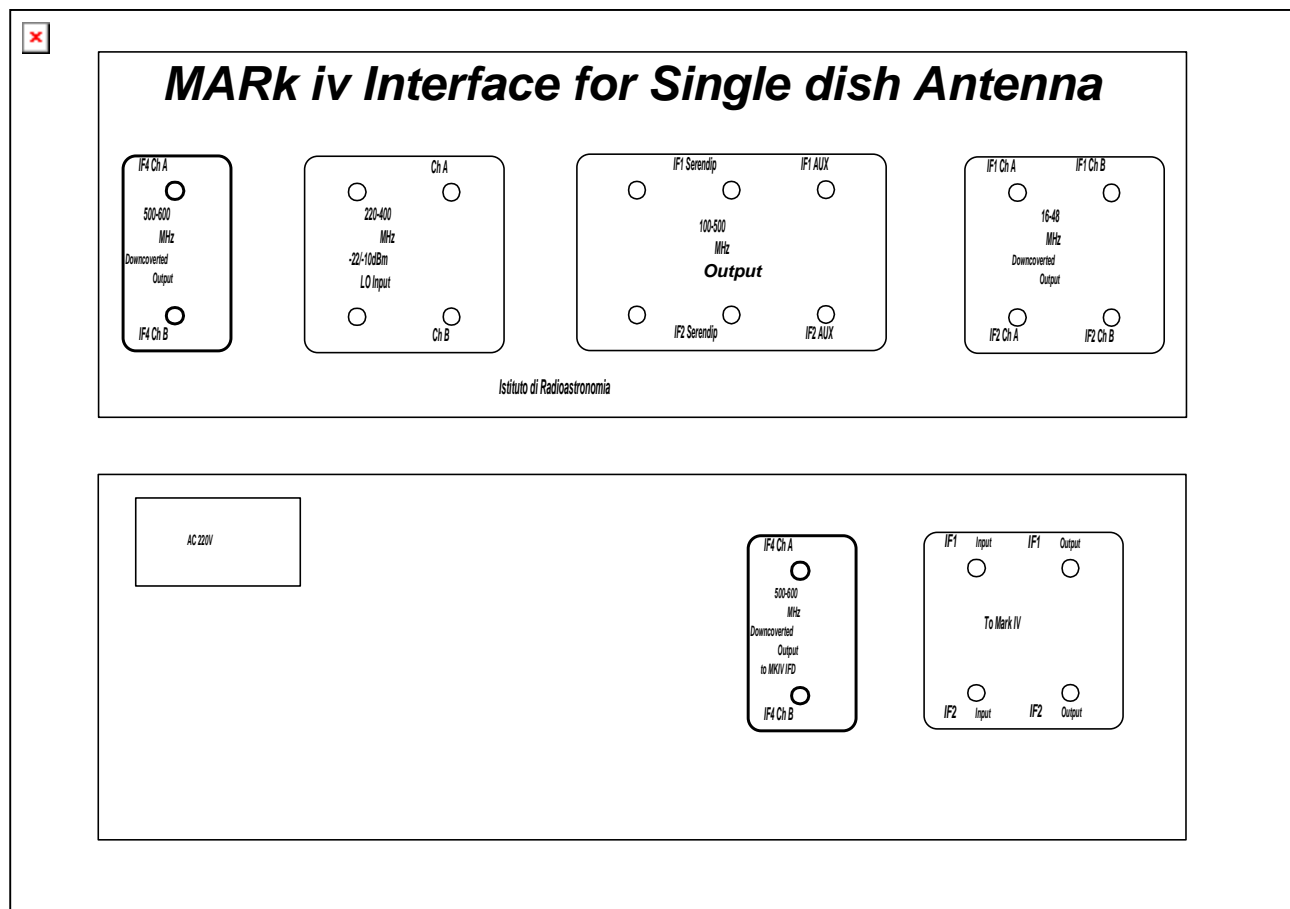 MARk iv Interface for Single dish Antenna
IF4 Ch A
500-600
MHz
Downcoverted
Output
IF4 Ch B
Ch A
220-400
MHz
-22/-10dBm
LO Input
Ch B
IF1 Serendip
IF1 AUX
100-500
MHz
Output
IF2 Serendip
IF2 AUX
IF1 Ch A
IF1 Ch B
16-48
MHz
Downcoverted
Output
IF2 Ch A
IF2 Ch B
Istituto di Radioastronomia
AC 220V
IF4 Ch A
500-600
MHz
Downcoverted
Output
to MKIV IFD
IF4 Ch B
IF1 Input
IF1 Output
To Mark IV
IF2 Input
IF2 Output